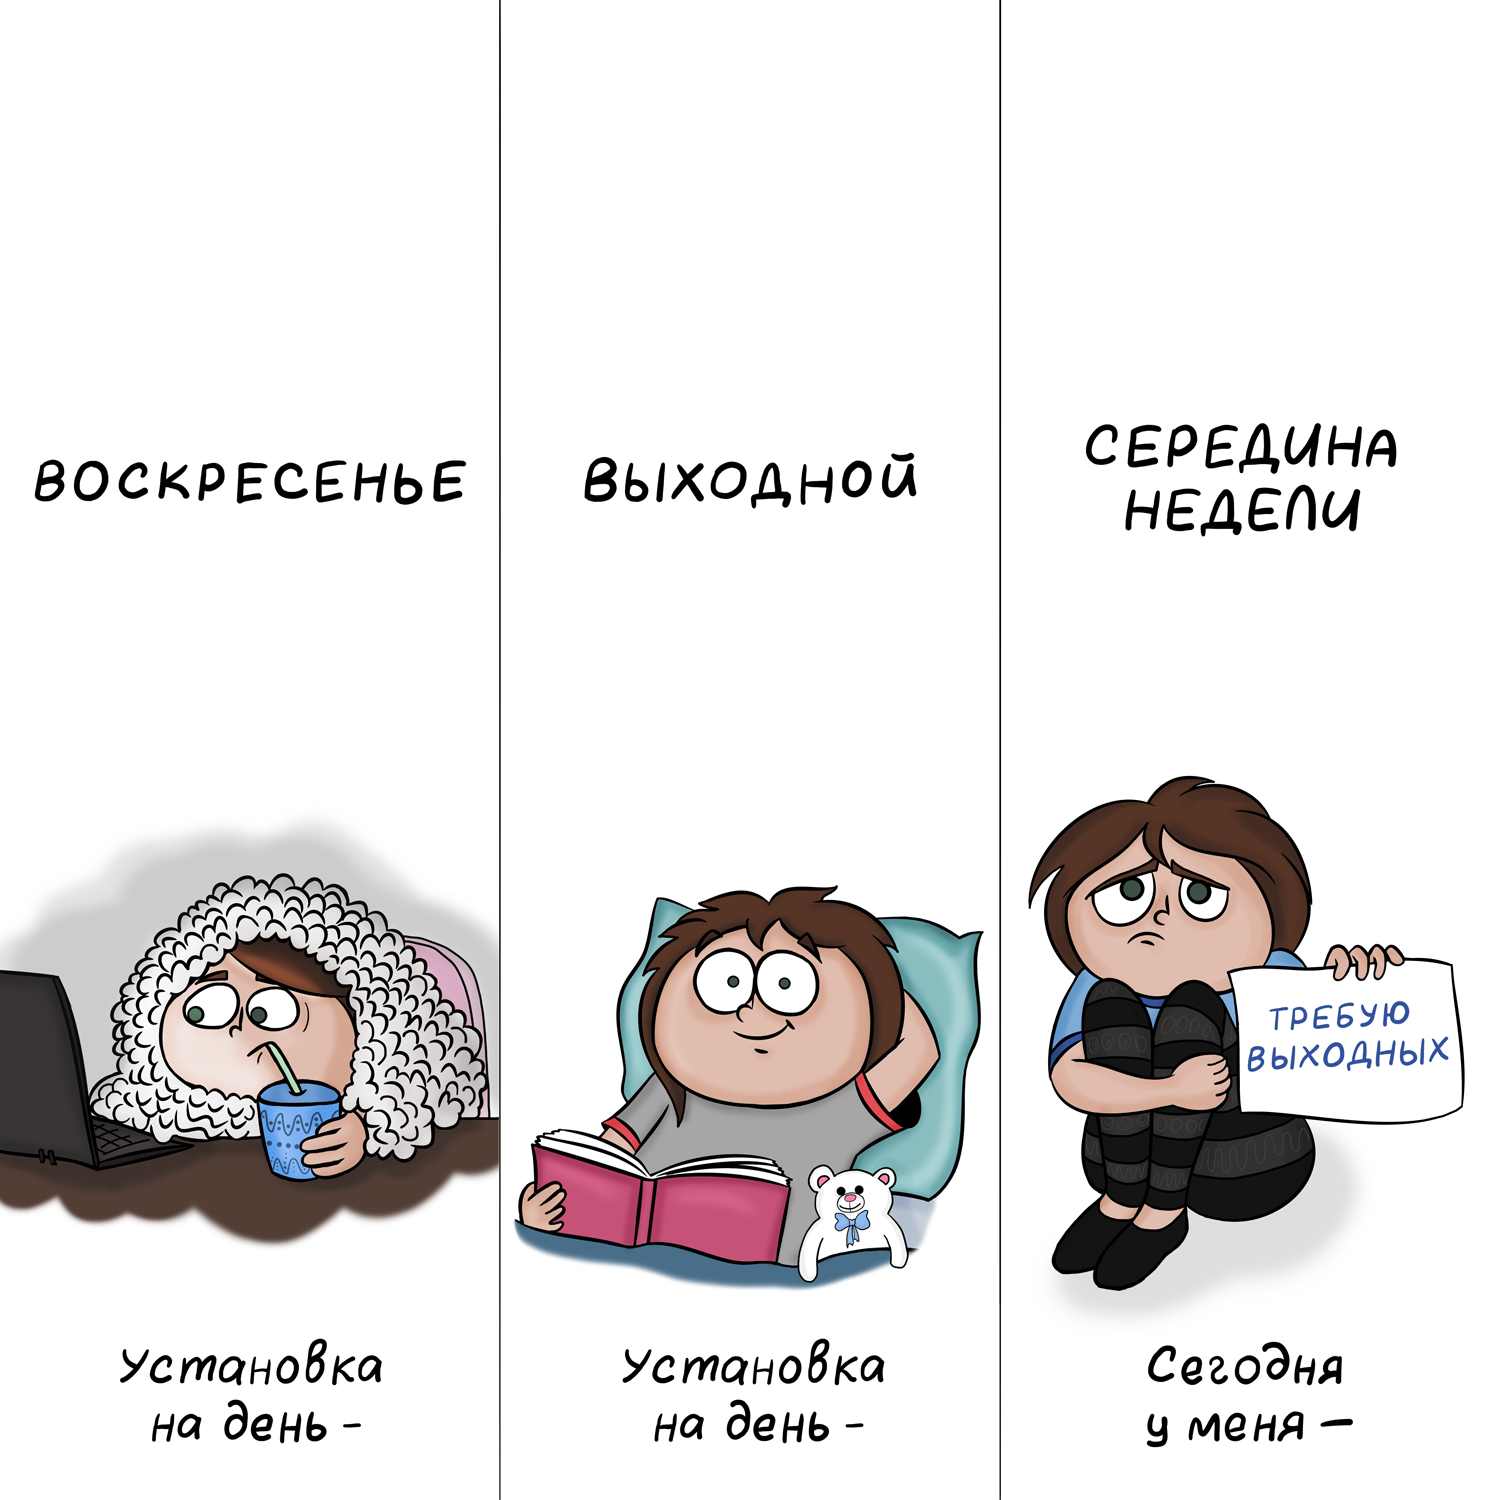 ВОСКРЕСЕНЬЕ
Установка
на день -
ВЫХОДНОЙ
Установка
на день -
СЕРЕДИНА
НЕДЕЛИ
ТРЕБУЮ
ВЫХОДНЫХ
Сегодня
у меня —